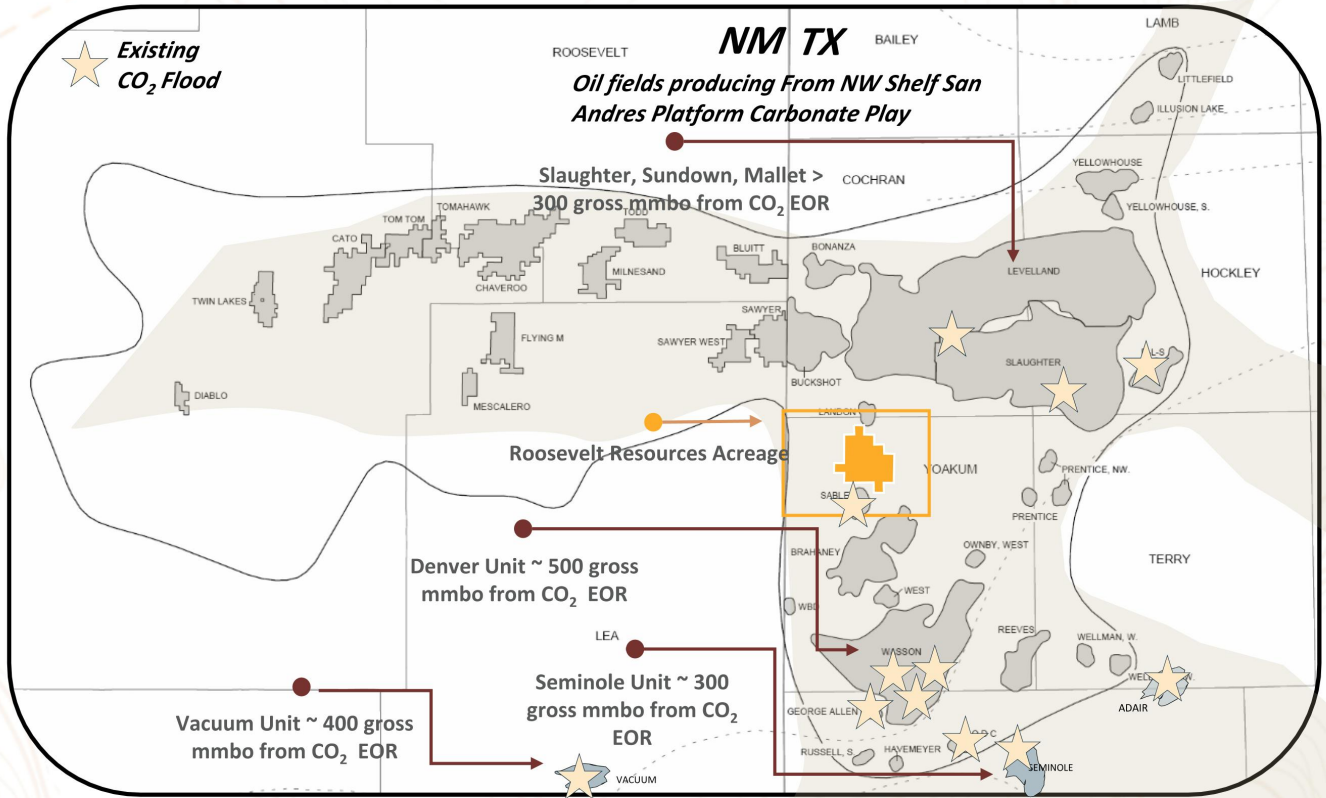 Existing
CO₂ Flood
NM TX
Oil fields producing From NW Shelf San
Andres Platform Carbonate Play
ROOSEVELT
BAILEY
LAMB
LITTLEFIELD
ILLUSION LAKE
Slaughter, Sundown, Mallet >
300 gross mmbo from CO₂ EOR
COCHRAN
YELLOWHOUSE
YELLOWHOUSE, S.
HOCKLEY
TOMAHAWK
TOM TOM
TODD
CATO
CHAVEROO
MILNESAND
BLUITT
BONANZA
LEVELLAND
TWIN LAKES
FLYING M
SAWYER
SAWYER WEST
BUCKSHOT
SLAUGHTER
L-S
DIABLO
MESCALERO
LANDON
Roosevelt Resources Acreage
YOAKUM
SABLE
PRENTICE, NW.
PRENTICE
Denver Unit ~ 500 gross
mmbo from CO₂ EOR
BRAHANEY
OWNBY, WEST
TERRY
WEST
WBD
LEA
WASSON
REEVES
WELLMAN, W.
Seminole Unit ~ 300
gross mmbo from CO₂
EOR
GEORGE ALLEN
ADAIR
Vacuum Unit ~ 400 gross
mmbo from CO₂ EOR
RUSSELL, S.
HAVEMEYER
VACUUM
SEMINOLE